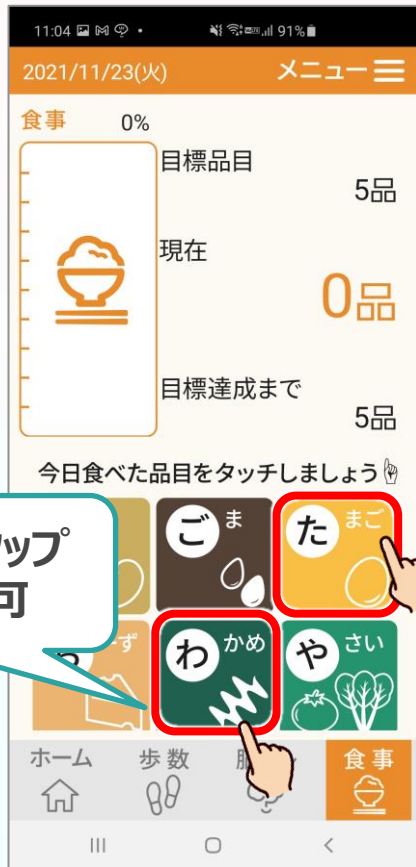 11:04 91%
2021/11/23(火) メニュー
食事 0%
目標品目
5品
現在
0品
目標達成まで
5品
今日食べた品目をタッチしましょう
ごま
たまご
ップ
可
ず
わかめ
やさい
ホーム 歩数 食事